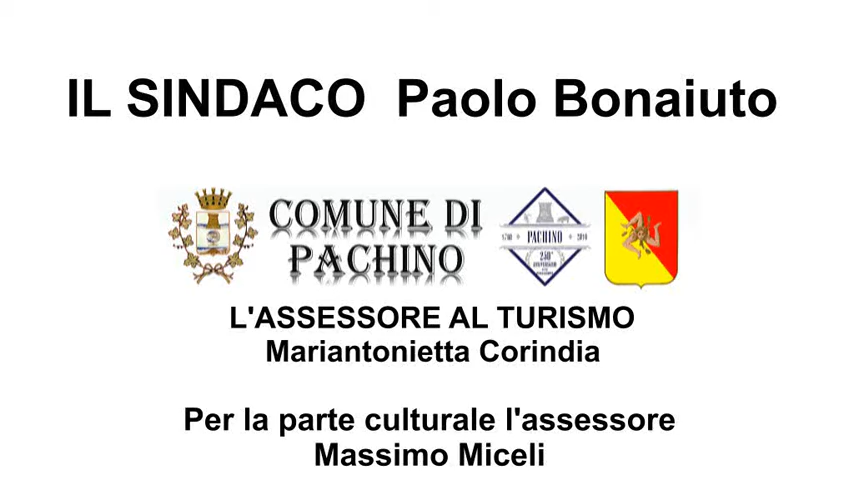 IL SINDACO Paolo Bonaiuto
COMUNE DI
PACHINO
PACHINO
250°
L'ASSESSORE AL TURISMO
Mariantonietta Corindia
Per la parte culturale l'assessore
Massimo Miceli